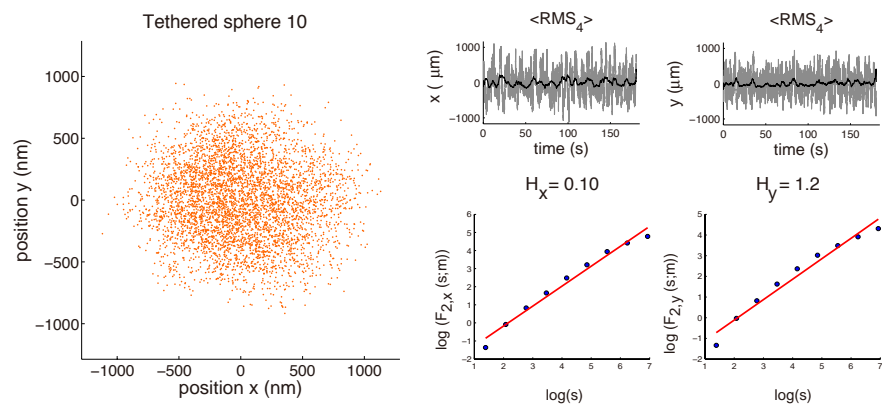 Tethered sphere 10
1000
500
0
−500
−1000
position y (nm)
−1000 −500 0 500 1000
position x (nm)
<RMS4>
1000
0
-1000
x ( μm)
0 50 100 150
time (s)
<RMS4>
1000
0
-1000
y (μm)
0 50 100 150
time (s)
Hx= 0.10
6
5
4
3
2
1
0
−1
−2
log (F2,x (s;m))
1 2 3 4 5 6 7
log(s)
Hy= 1.2
6
5
4
3
2
1
0
−1
−2
log (F2,y (s;m))
1 2 3 4 5 6 7
log(s)